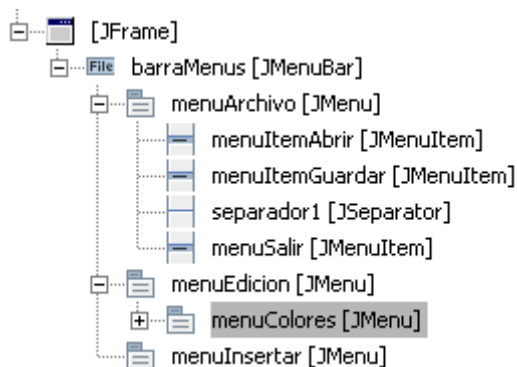 [JFrame]
File barraMenus [JMenuBar]
menuArchivo [JMenu]
menuItemAbrir [JMenuItem]
menuItemGuardar [JMenuItem]
separador1 [JSeparator]
menuSalir [JMenuItem]
menuEdicion [JMenu]
menuColores [JMenu]
menuInsertar [JMenu]